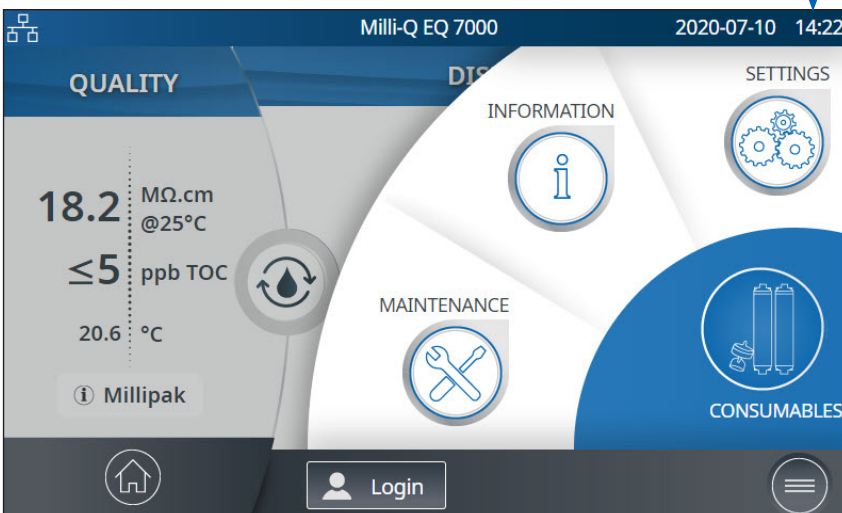 Milli-Q EQ 7000
2020-07-10 14:22
QUALITY
DIS
18.2 MΩ.cm
@25°C
≤5 ppb TOC
20.6 °C
i Millipak
INFORMATION
SETTINGS
MAINTENANCE
CONSUMABLES
Login